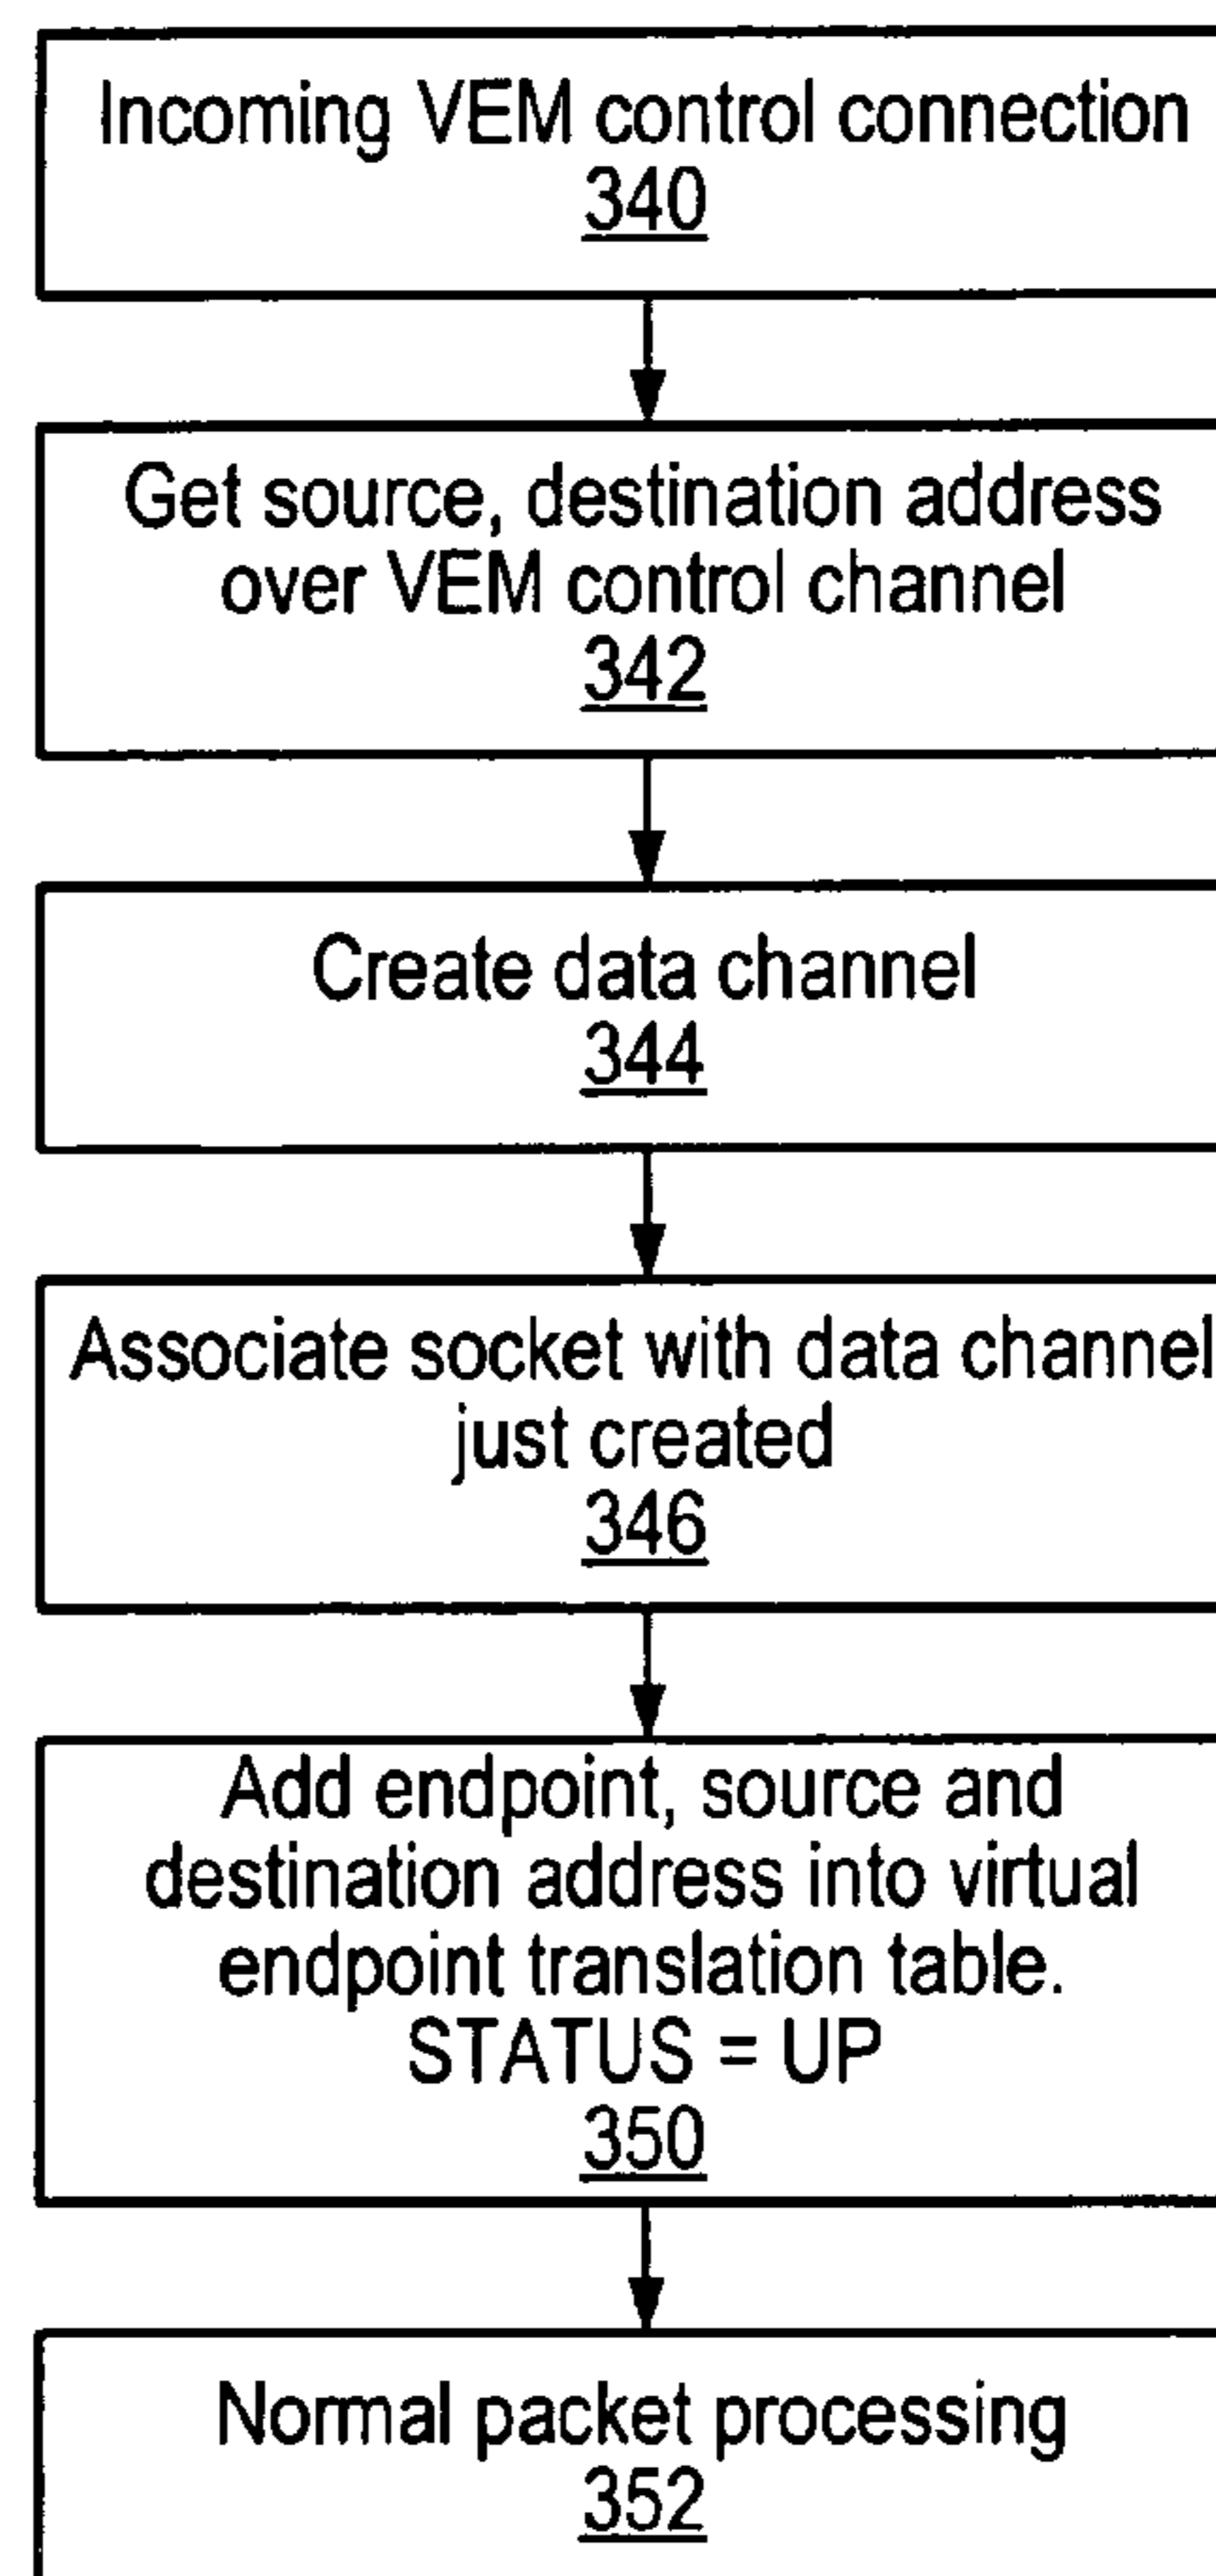 Incoming VEM control connection
340
Get source, destination address
over VEM control channel
342
Create data channel
344
Associate socket with data channel
just created
346
Add endpoint, source and
destination address into virtual
endpoint translation table.
STATUS = UP
350
Normal packet processing
352